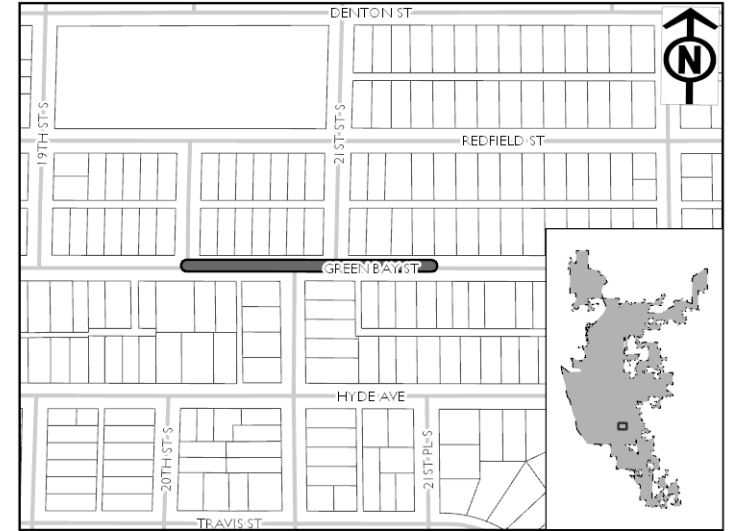 DENTON ST
N
19TH ST S
21ST ST S
REDFIELD ST
GREEN BAY ST
HYDE AVE
20TH ST S
21ST PL S
TRAVIS ST